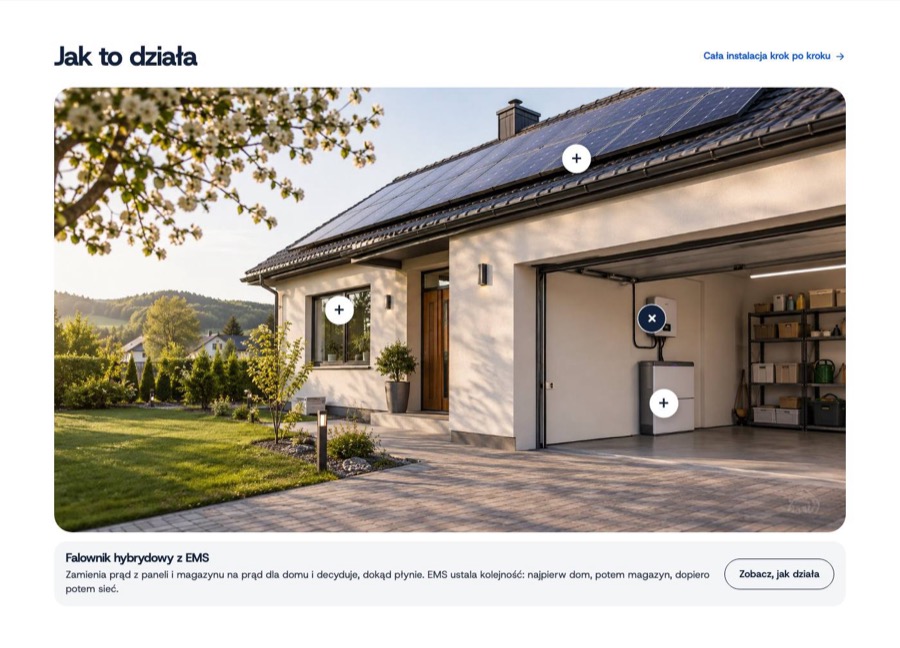 Jak to działa
Cała instalacja krok po kroku →
Falownik hybrydowy z EMS
Zamienia prąd z paneli i magazynu na prąd dla domu i decyduje, dokąd płynie. EMS ustala kolejność: najpierw dom, potem magazyn, dopiero
potem sieć.
Zobacz, jak działa